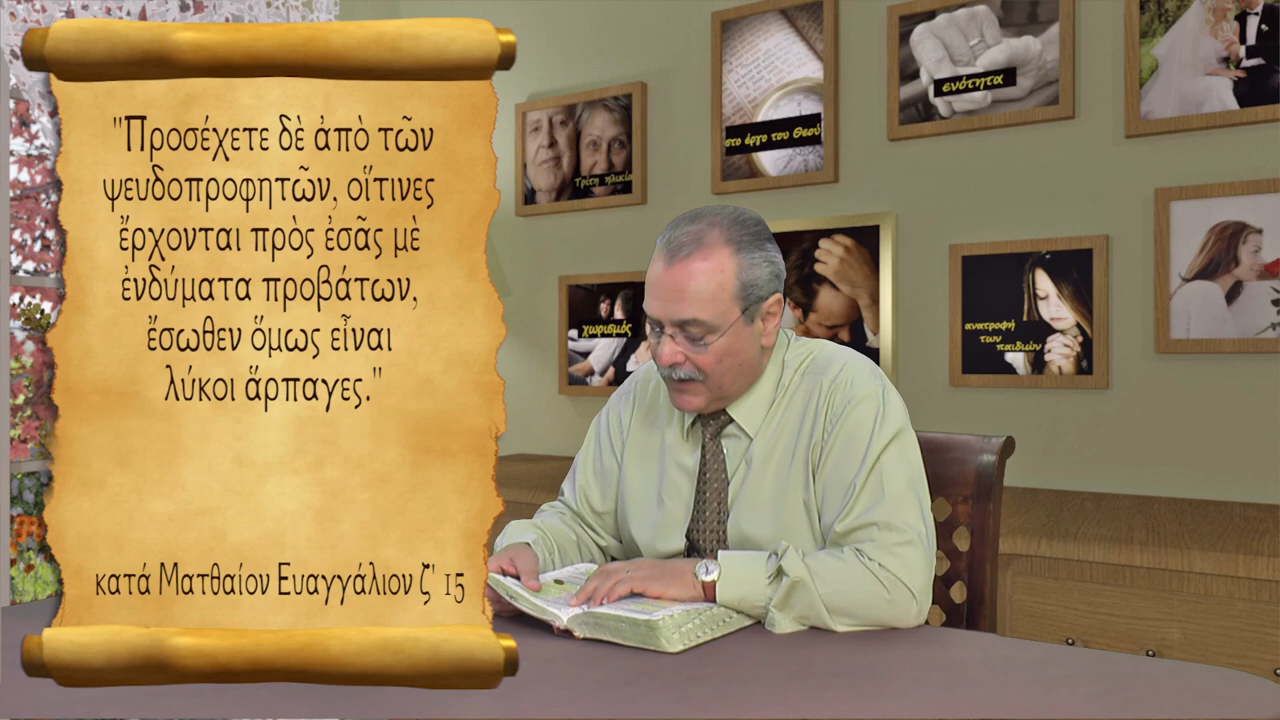 "Προσέχετε δὲ ἀπὸ τῶν
ψευδοπροφητῶν, οἵτινες
ἔρχονται πρὸς ἐσᾶς μὲ
ἐνδύματα προβάτων,
ἔσωθεν ὅμως εἶναι
λύκοι ἅρπαγες."
κατά Ματθαίον Ευαγγάλιον ζ' 15
Τρίτη ηλικία
στο έργο του Θεού
ενότητα
χωρισμός
ανατροφή
των
παιδιών